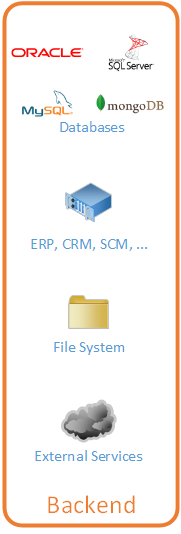 ORACLE
Microsoft
SQL Server
MySQL
mongoDB
Databases
ERP, CRM, SCM, ...
File System
External Services
Backend